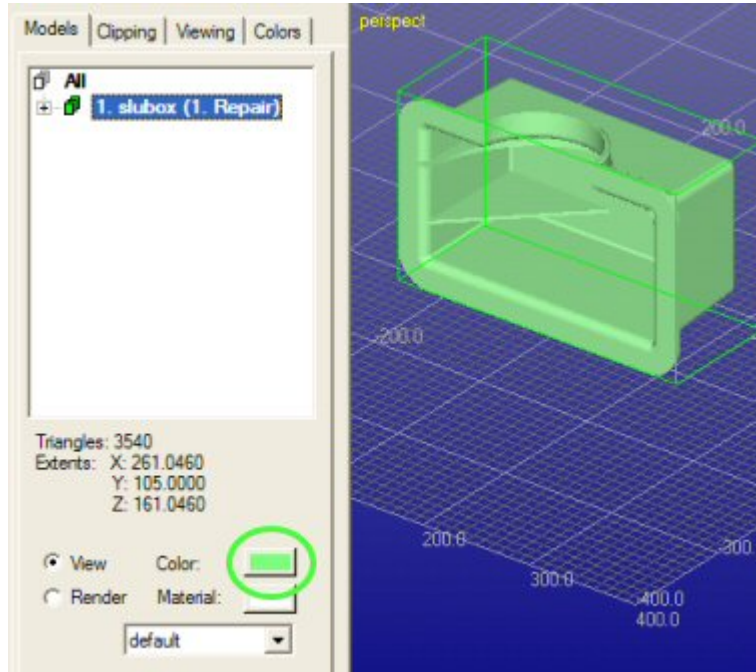 Models Clipping Viewing Colors
All
1. slubox (1. Repair)
Triangles: 3540
Extents: X: 261.0460
Y: 105.0000
Z: 161.0460
View Color:
Render Material:
default
perspect
200.0
-200.0
200.0
-300.
300.0
-400.0
400.0